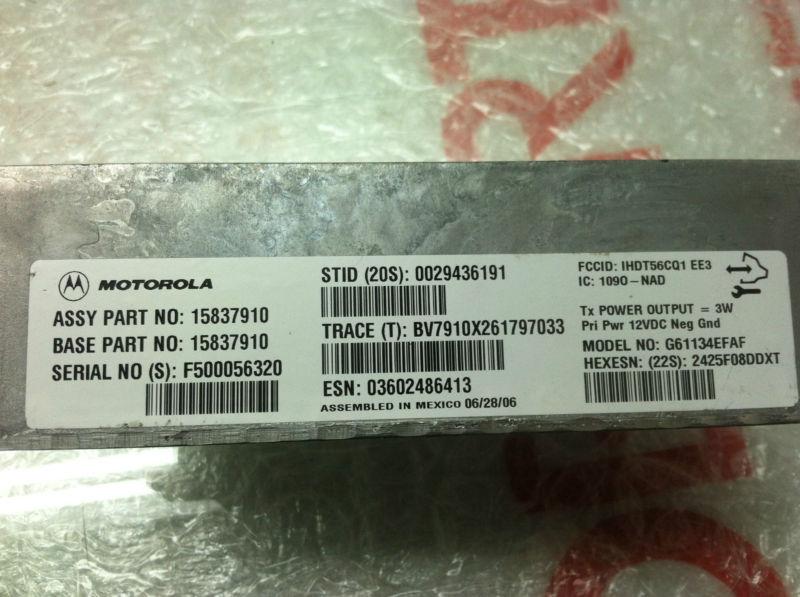 MOTOROLA
ASSY PART NO: 15837910
BASE PART NO: 15837910
SERIAL NO (S): F500056320
STID (20S): 0029436191
TRACE (T): BV7910X261797033
ESN: 03602486413
ASSEMBLED IN MEXICO 06/28/06
FCCID: IHDT56CQ1 EE3
IC: 109O-NAD
Tx POWER OUTPUT = 3W
Pri Pwr 12VDC Neg Gnd
MODEL NO: G61134EFAF
HEXESN: (22S): 2425F08DDXT